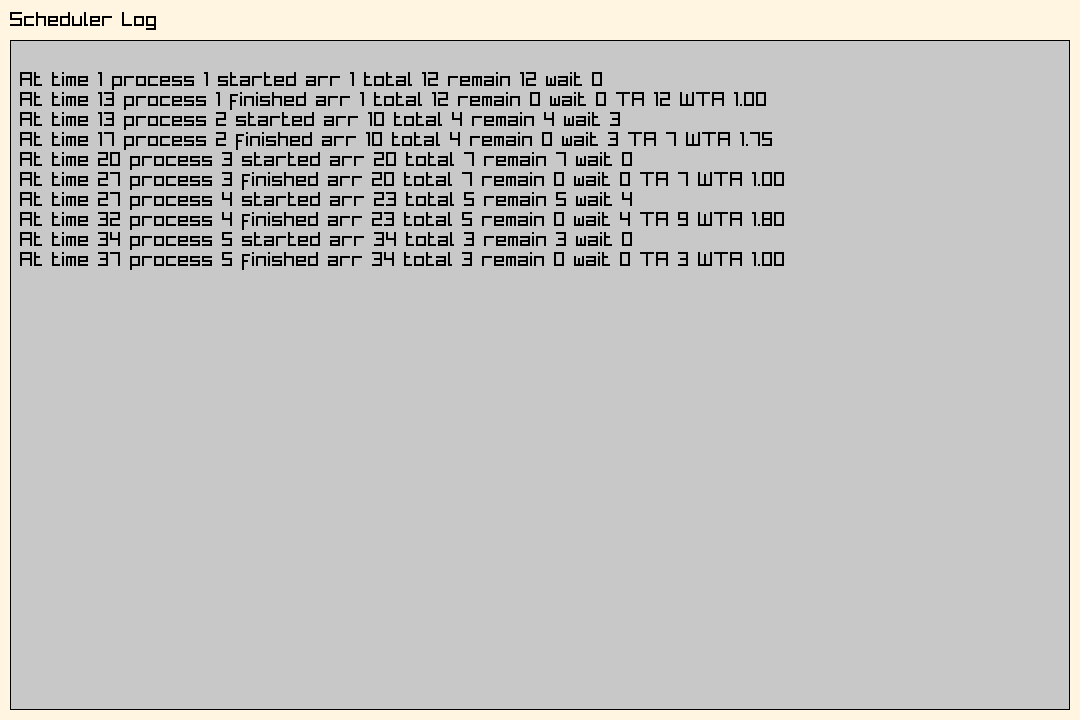 Scheduler Log
At time 1 process 1 started arr 1 total 12 remain 12 wait 0
At time 13 process 1 finished arr 1 total 12 remain 0 wait 0 TA 12 WTA 1.00
At time 13 process 2 started arr 10 total 4 remain 4 wait 3
At time 17 process 2 finished arr 10 total 4 remain 0 wait 3 TA 7 WTA 1.75
At time 20 process 3 started arr 20 total 7 remain 7 wait 0
At time 27 process 3 finished arr 20 total 7 remain 0 wait 0 TA 7 WTA 1.00
At time 27 process 4 started arr 23 total 5 remain 5 wait 4
At time 32 process 4 finished arr 23 total 5 remain 0 wait 4 TA 9 WTA 1.80
At time 34 process 5 started arr 34 total 3 remain 3 wait 0
At time 37 process 5 finished arr 34 total 3 remain 0 wait 0 TA 3 WTA 1.00